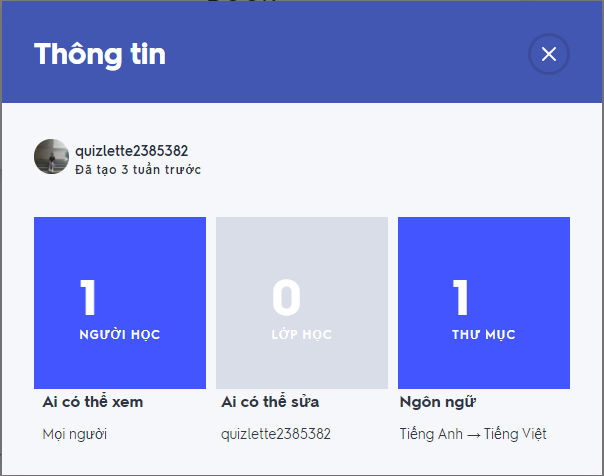 Thông tin
quizlette2385382
Đã tạo 3 tuần trước
1
NGƯỜI HỌC
0
LỚP HỌC
1
THƯ MỤC
Ai có thể xem
Mọi người
Ai có thể sửa
quizlette2385382
Ngôn ngữ
Tiếng Anh → Tiếng Việt